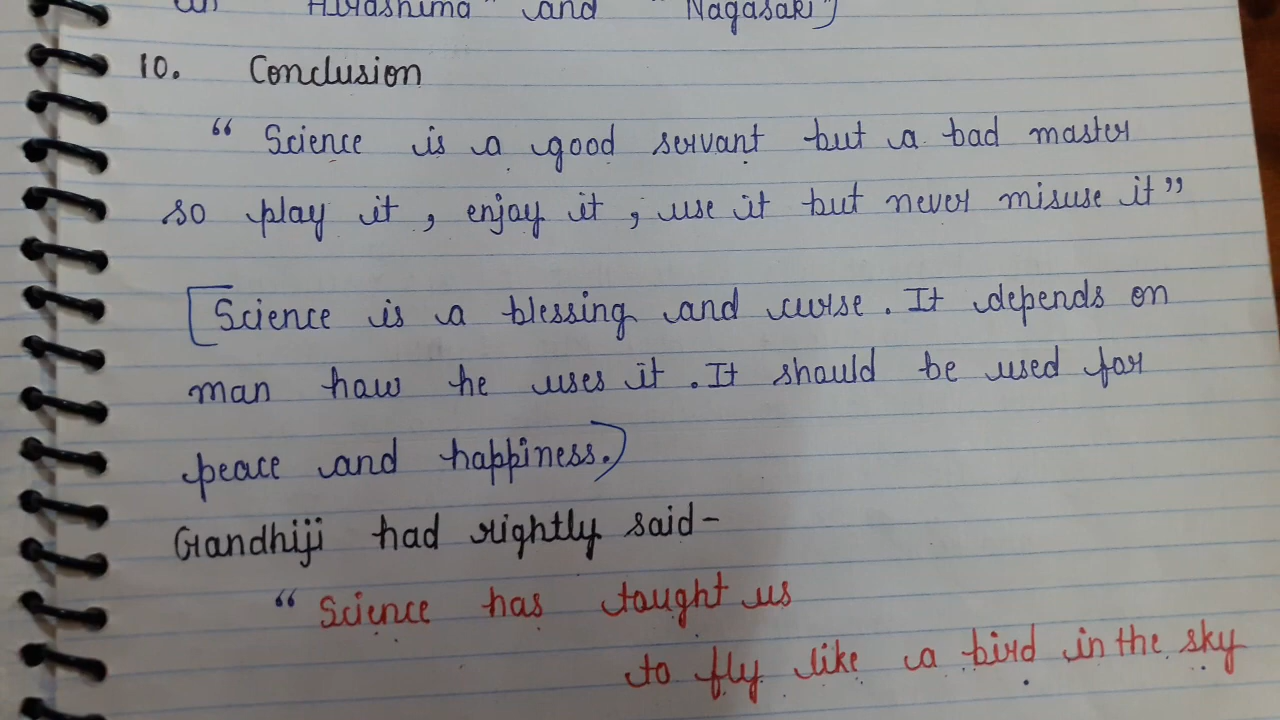 in Hirashima" and "Nagasaki)
10. Conclusion
“ Science is a good servant but a bad master
so play it, enjoy it, use it but never misuse it”
[Science is a blessing and curse. It depends on
man haw he uses it. It should be used for
peace and happiness.)
Gandhiji had rightly said-
“ Science has taught us
to fly like a bird in the sky